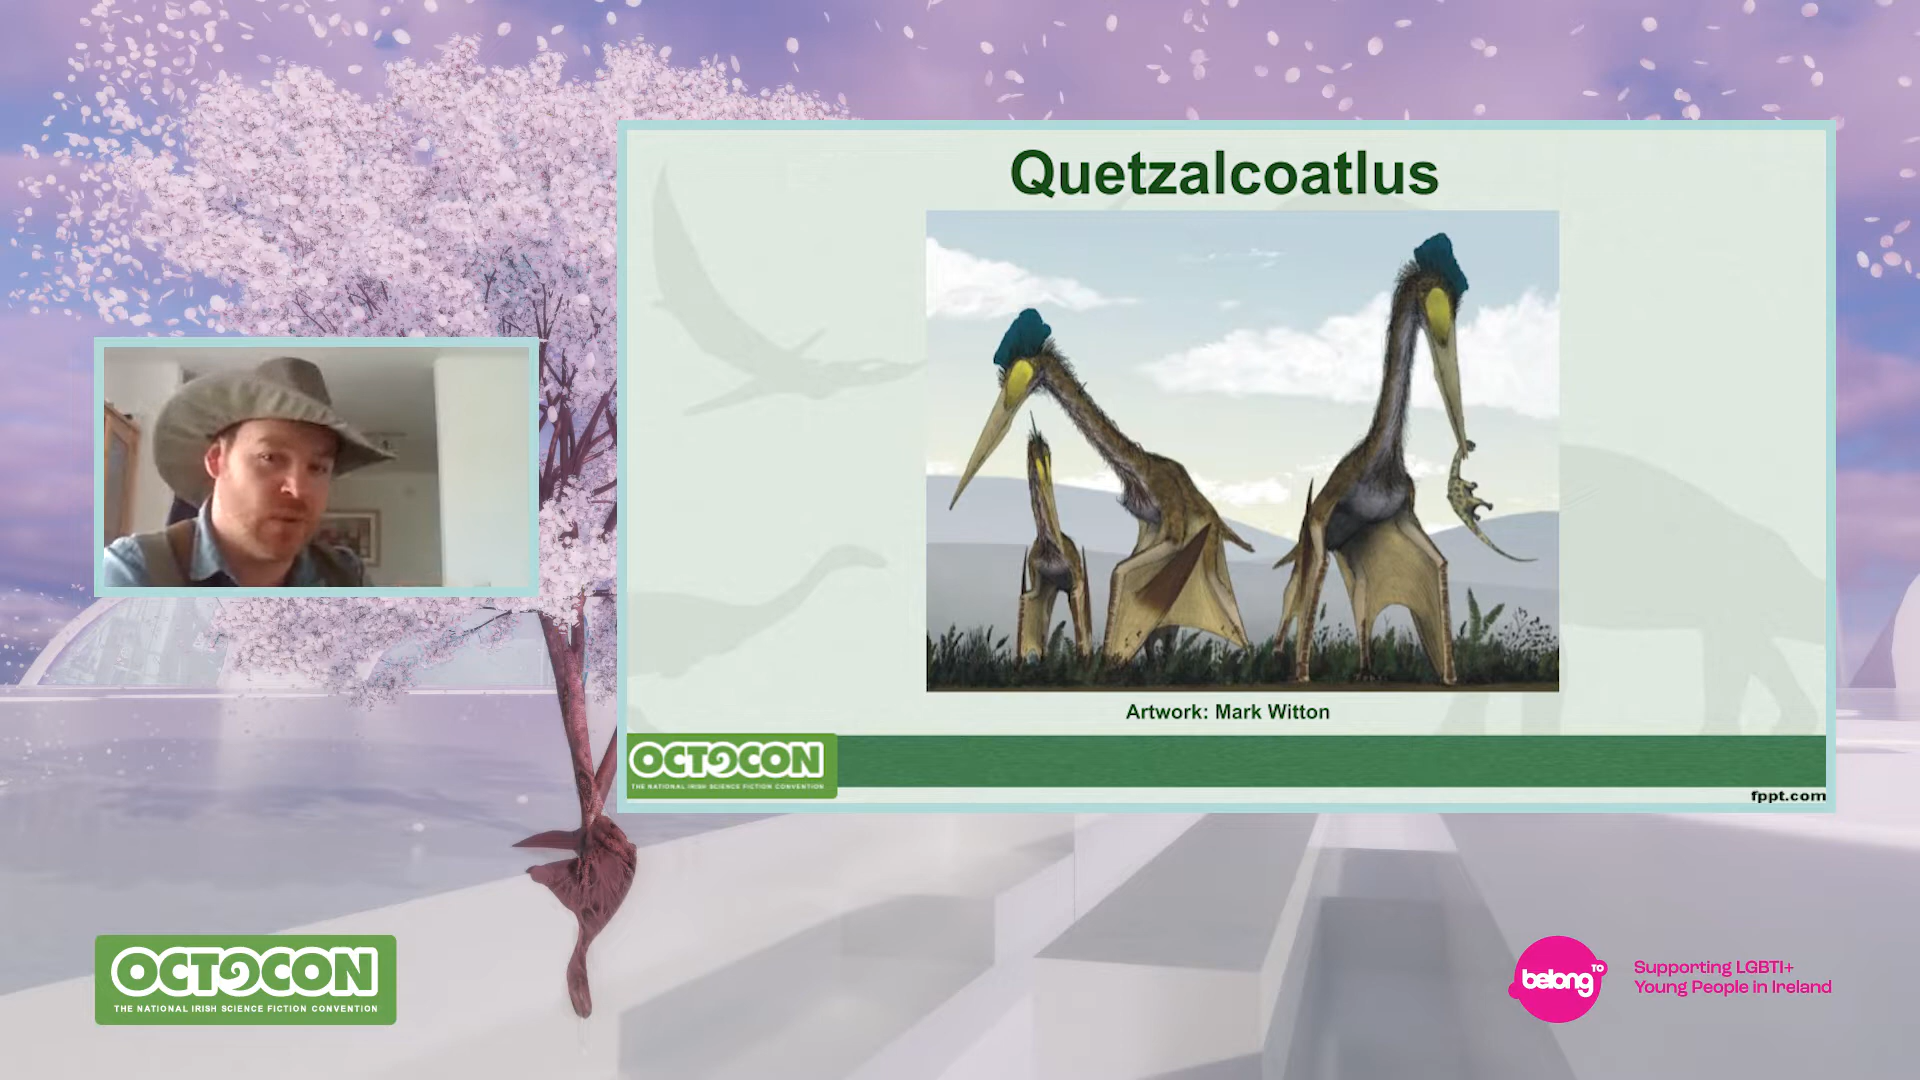 Quetzalcoatlus
Artwork: Mark Witton
OCTOCON
THE NATIONAL IRISH SCIENCE FICTION CONVENTION
fppt.com
OCTOCON
THE NATIONAL IRISH SCIENCE FICTION CONVENTION
belong TO
Supporting LGBTI+
Young People in Ireland